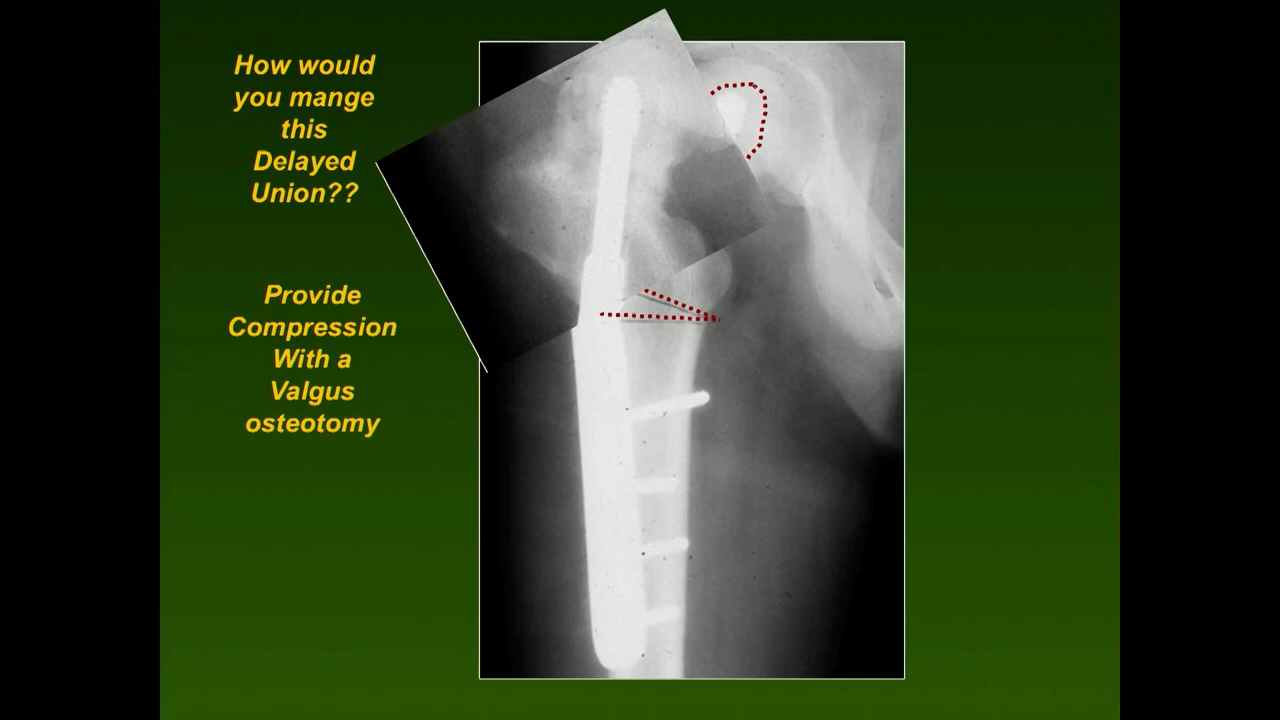 How would
you mange
this
Delayed
Union??
Provide
Compression
With a
Valgus
osteotomy